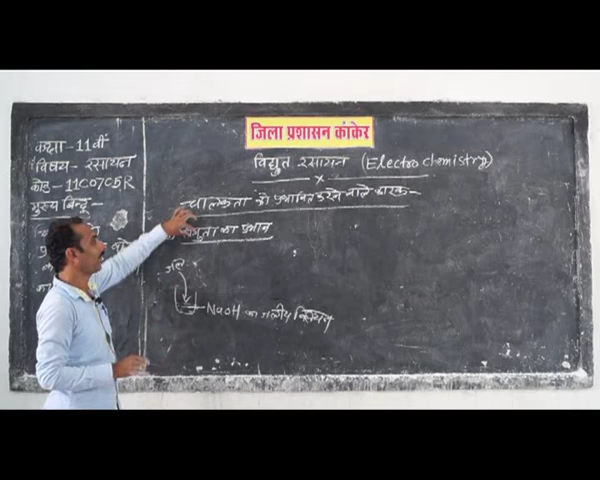 जिला प्रशासन कांकेर
कक्षा - 11वीं
विषय - रसायन
कोड - 11C0705R
मुख्य बिन्दु -
विद्युत रसायन (Electrochemistry)
चालकता को प्रभावित करने वाले कारक -
का प्रभाव
NaOH का जलीय विलयन